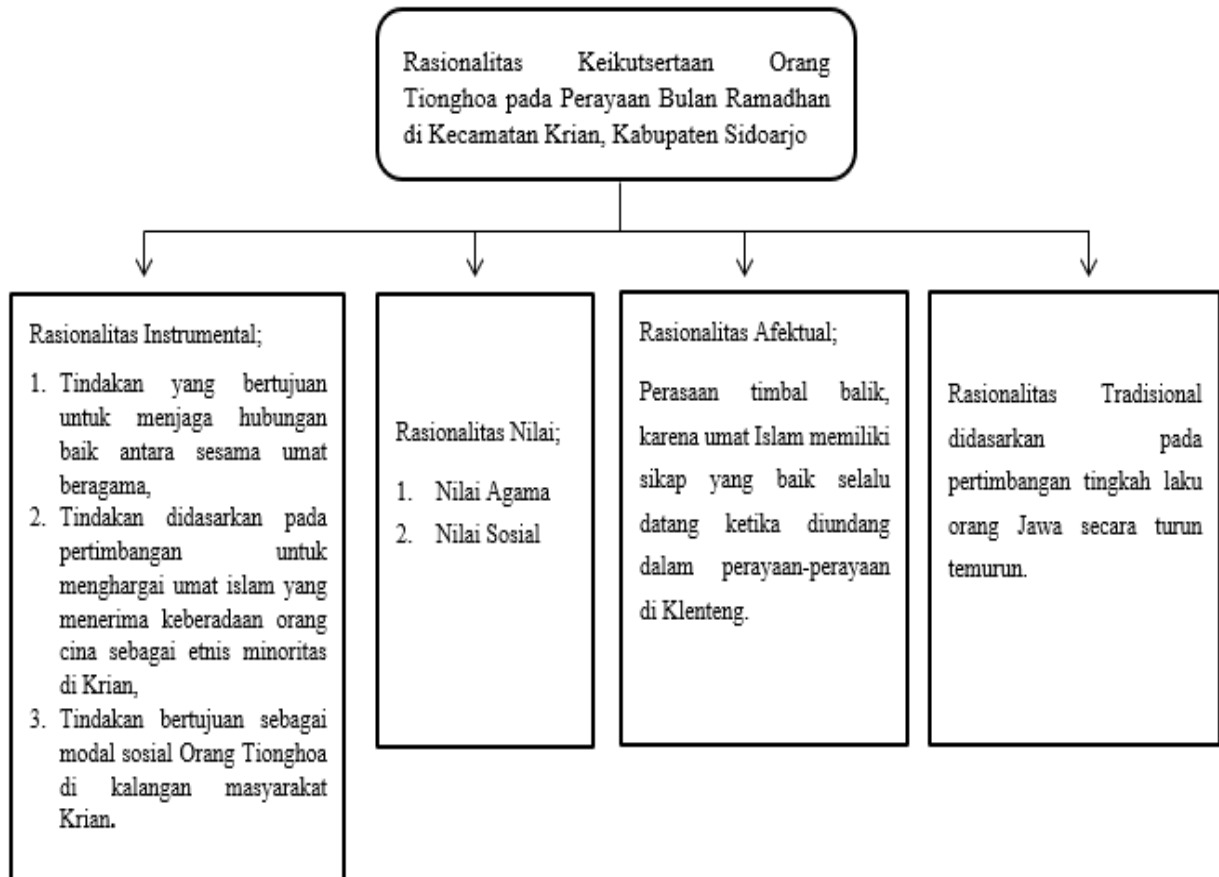 Rasionalitas Keikutsertaan Orang
Tionghoa pada Perayaan Bulan Ramadhan
di Kecamatan Krian, Kabupaten Sidoarjo
Rasionalitas Instrumental;
1. Tindakan yang bertujuan
untuk menjaga hubungan
baik antara sesama umat
beragama,
2. Tindakan didasarkan pada
pertimbangan untuk
menghargai umat islam yang
menerima keberadaan orang
cina sebagai etnis minoritas
di Krian,
3. Tindakan bertujuan sebagai
modal sosial Orang Tionghoa
di kalangan masyarakat
Krian.
Rasionalitas Nilai;
1. Nilai Agama
2. Nilai Sosial
Rasionalitas Afektual;
Perasaan timbal balik,
karena umat Islam memiliki
sikap yang baik selalu
datang ketika diundang
dalam perayaan-perayaan
di Klenteng.
Rasionalitas Tradisional
didasarkan pada
pertimbangan tingkah laku
orang Jawa secara turun
temurun.